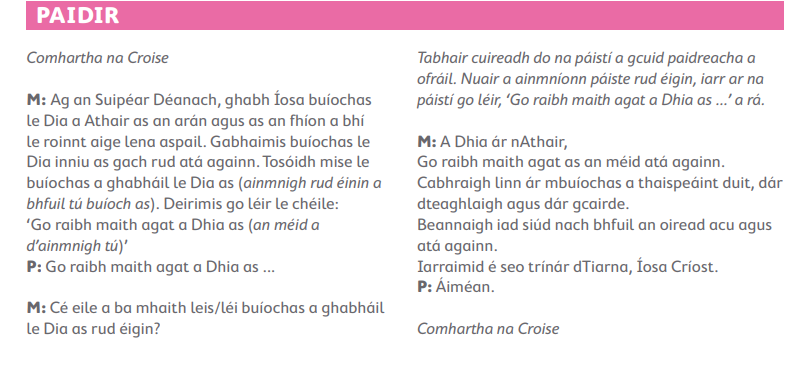 PAIDIR
Comhartha na Croise
M: Ag an Suipéar Déanach, ghabh Íosa buíochas
le Dia a Athair as an arán agus as an fhíon a bhí
le roinnt aige lena aspail. Gabhaimis buíochas le
Dia inniu as gach rud atá againn. Tosóidh mise le
buíochas a ghabháil le Dia as (ainmnigh rud éinin a
bhfuil tú buíoch as). Deirimis go léir le chéile:
‘Go raibh maith agat a Dhia as (an méid a
d’ainmnigh tú)’
P: Go raibh maith agat a Dhia as ...
M: Cé eile a ba mhaith leis/léi buíochas a ghabháil
le Dia as rud éigin?
Tabhair cuireadh do na páistí a gcuid paidreacha a
ofráil. Nuair a ainmníonn páiste rud éigin, iarr ar na
páistí go léir, ‘Go raibh maith agat a Dhia as ...’ a rá.
M: A Dhia ár nAthair,
Go raibh maith agat as an méid atá againn.
Cabhraigh linn ár mbuíochas a thaispeáint duit, dár
dteaghlaigh agus dár gcairde.
Beannaigh iad siúd nach bhfuil an oiread acu agus
atá againn.
Iarraimid é seo trínár dTiarna, Íosa Críost.
P: Áiméan.
Comhartha na Croise